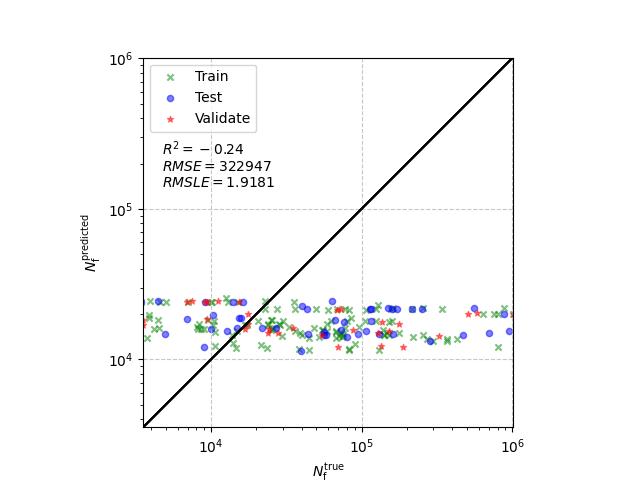 10^6
10^5
10^4
N_f^predicted
Train
Test
Validate
R^2 = −0.24
RMSE = 322947
RMSLE = 1.9181
10^4
10^5
10^6
N_f^true